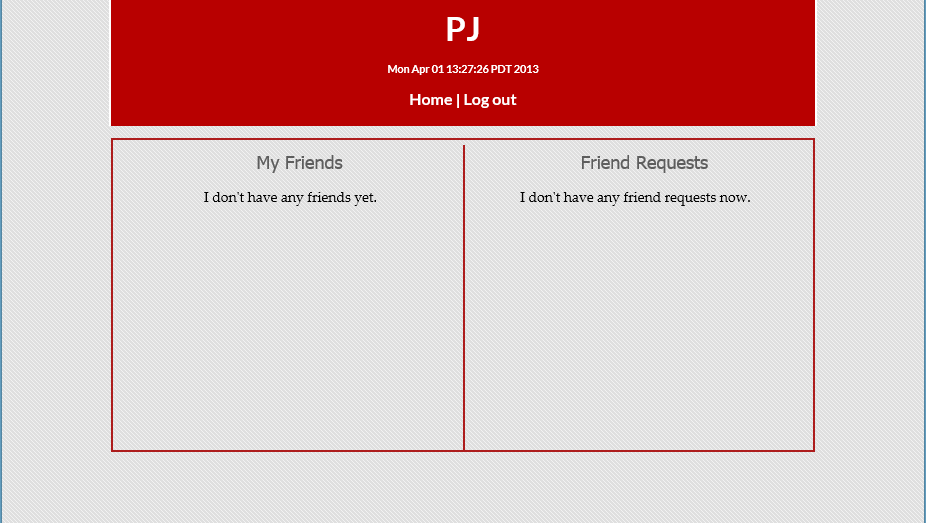 PJ
Mon Apr 01 13:27:26 PDT 2013
Home | Log out
My Friends
I don't have any friends yet.
Friend Requests
I don't have any friend requests now.